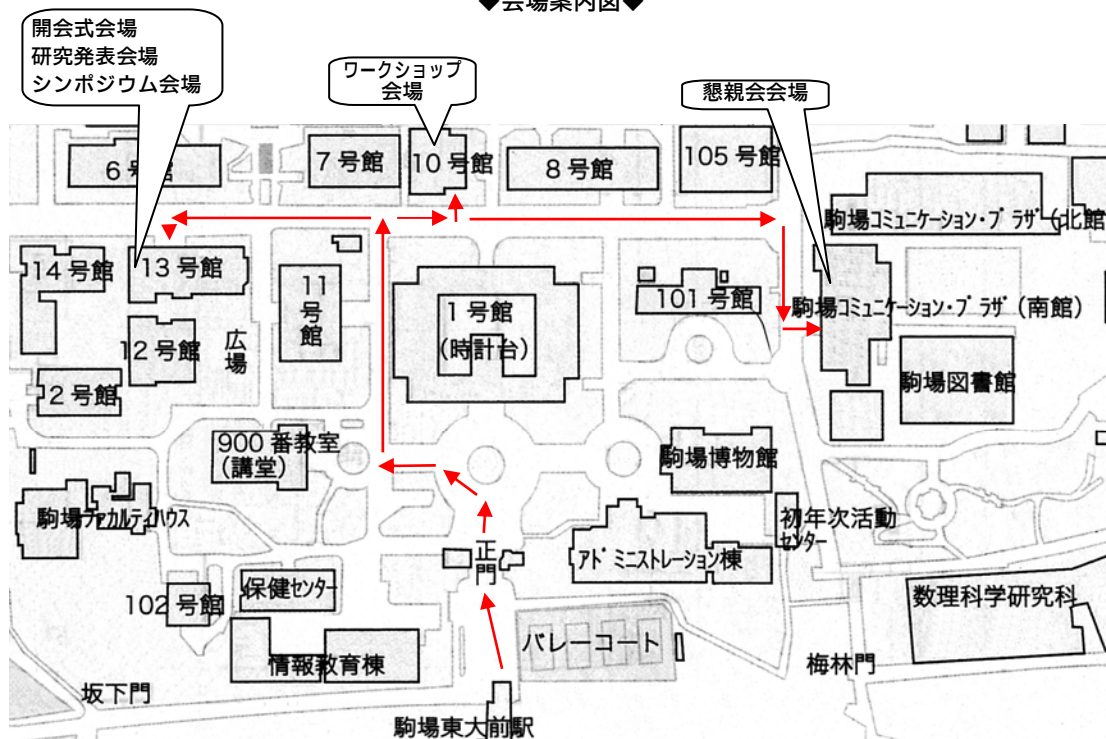 ◆会場案内図◆
開会式会場
研究発表会場
シンポジウム会場
ワークショップ
会場
懇親会会場
6号館
7号館
10号館
8号館
105号館
駒場コミュニケーション・プラザ(北館
14号館
13号館
11
号
館
1号館
(時計台)
101号館
駒場コミュニケーション・プラザ(南館)
12号館
広
場
2号館
駒場図書館
900番教室
(講堂)
駒場博物館
駒場ファカルティハウス
初年次活動
センター
正
門
アドミニストレーション棟
102号館
保健センター
数理科学研究科
バレーコート
情報教育棟
梅林門
坂下門
駒場東大前駅